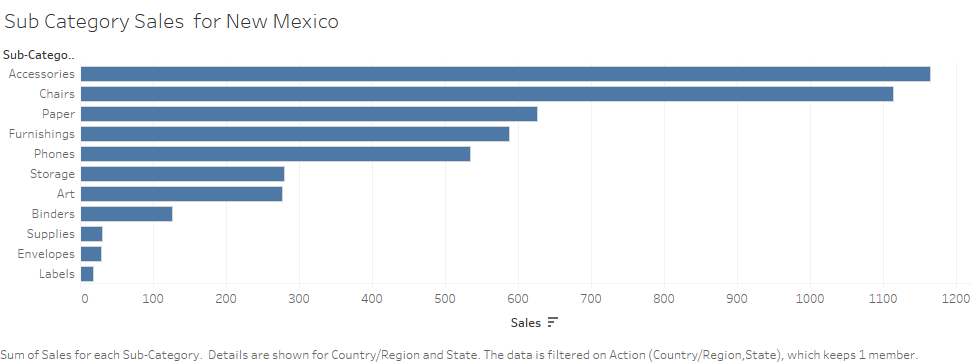 Sub Category Sales  for New Mexico
Sub-Catego..
Accessories
Chairs
Paper
Furnishings
Phones
Storage
Art
Binders
Supplies
Envelopes
Labels
0 100 200 300 400 500 600 700 800 900 1000 1100 1200
Sales
Sum of Sales for each Sub-Category.  Details are shown for Country/Region and State. The data is filtered on Action (Country/Region,State), which keeps 1 member.